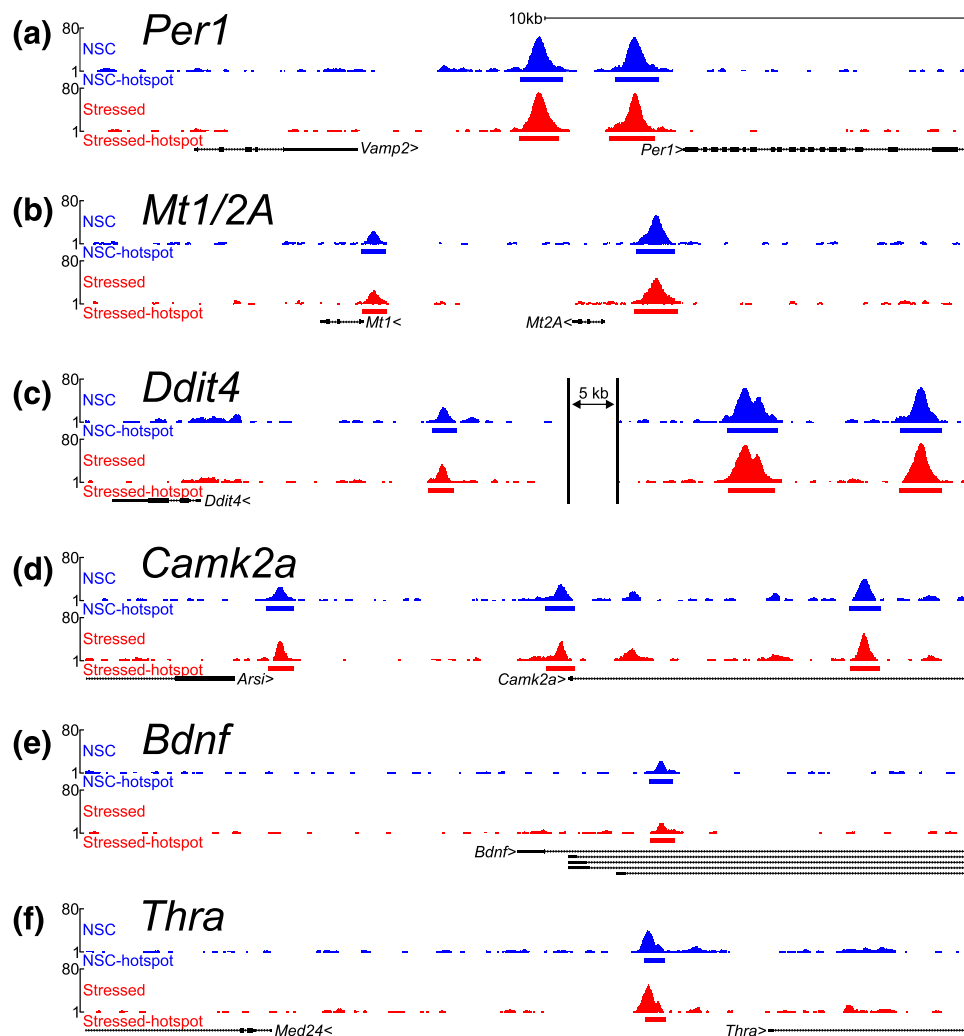 10kb
(a) Per1
80
NSC
1
NSC-hotspot
80
Stressed
1
Stressed-hotspot
Vamp2>
Per1>
(b) Mt1/2A
80
NSC
1
NSC-hotspot
80
Stressed
1
Stressed-hotspot
Mt1<
Mt2A<
(c) Ddit4
80
NSC
5 kb
1
NSC-hotspot
80
Stressed
1
Stressed-hotspot
Ddit4<
(d) Camk2a
80
NSC
1
NSC-hotspot
80
Stressed
1
Stressed-hotspot
Arsi>
Camk2a>
(e) Bdnf
80
NSC
1
NSC-hotspot
80
Stressed
1
Stressed-hotspot
Bdnf>
(f) Thra
80
NSC
1
NSC-hotspot
80
Stressed
1
Stressed-hotspot
Med24<
Thra>